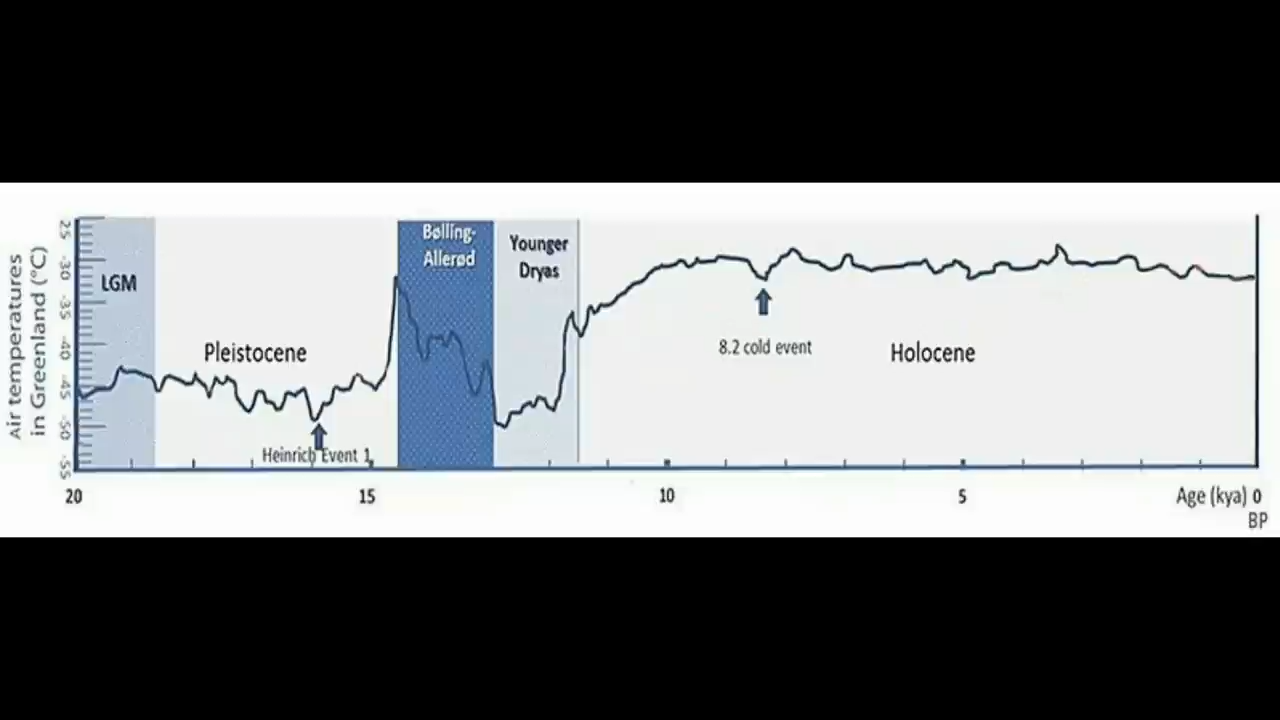 Air temperatures
in Greenland (°C)
25
-30
-35
-40
-45
-50
-55
LGM
Pleistocene
Heinrich Event 1
Bølling-
Allerød
Younger
Dryas
8.2 cold event
Holocene
20
15
10
5
Age (kya) 0
BP